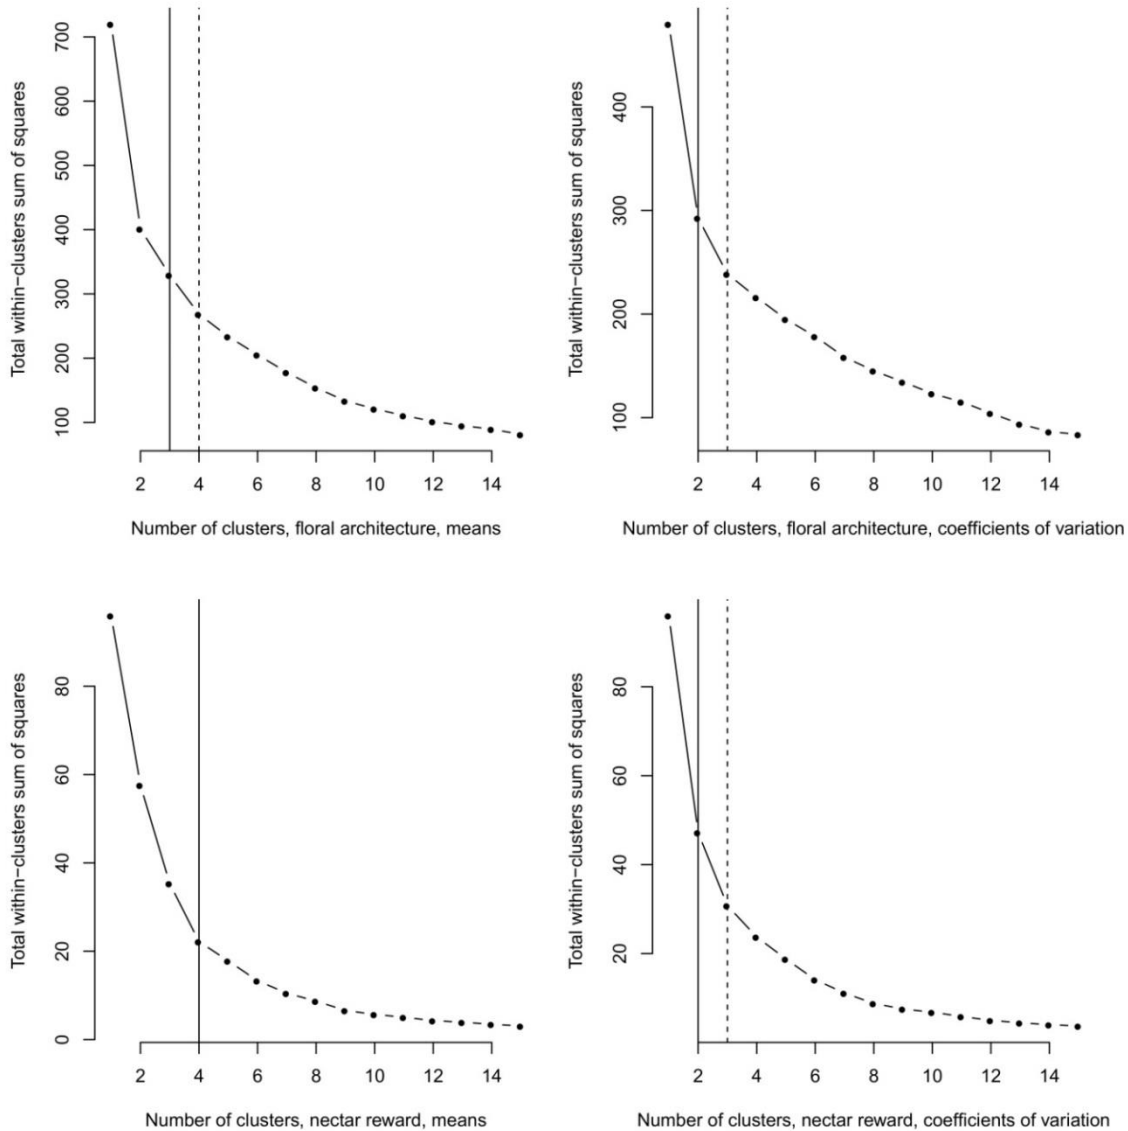 700
600
500
400
300
200
100
Total within−clusters sum of squares
2 4 6 8 10 12 14
Number of clusters, floral architecture, means
400
300
200
100
Total within−clusters sum of squares
2 4 6 8 10 12 14
Number of clusters, floral architecture, coefficients of variation
80
60
40
20
0
Total within−clusters sum of squares
2 4 6 8 10 12 14
Number of clusters, nectar reward, means
80
60
40
20
Total within−clusters sum of squares
2 4 6 8 10 12 14
Number of clusters, nectar reward, coefficients of variation